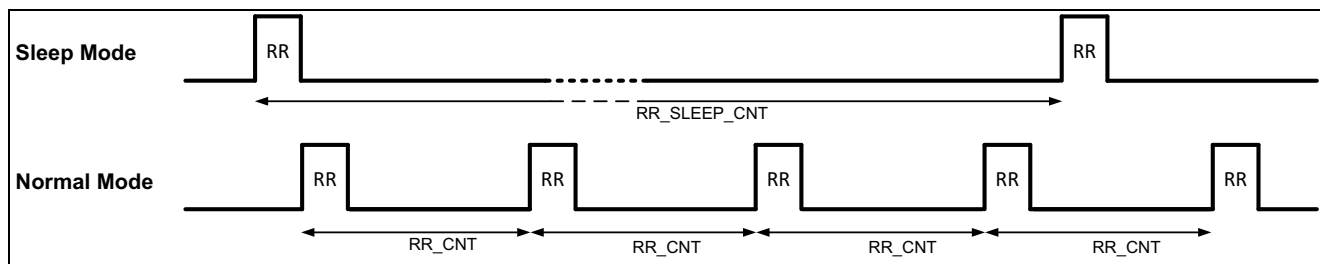 Sleep Mode
RR RR
RR_SLEEP_CNT
Normal Mode
RR RR RR RR RR
RR_CNT RR_CNT RR_CNT RR_CNT